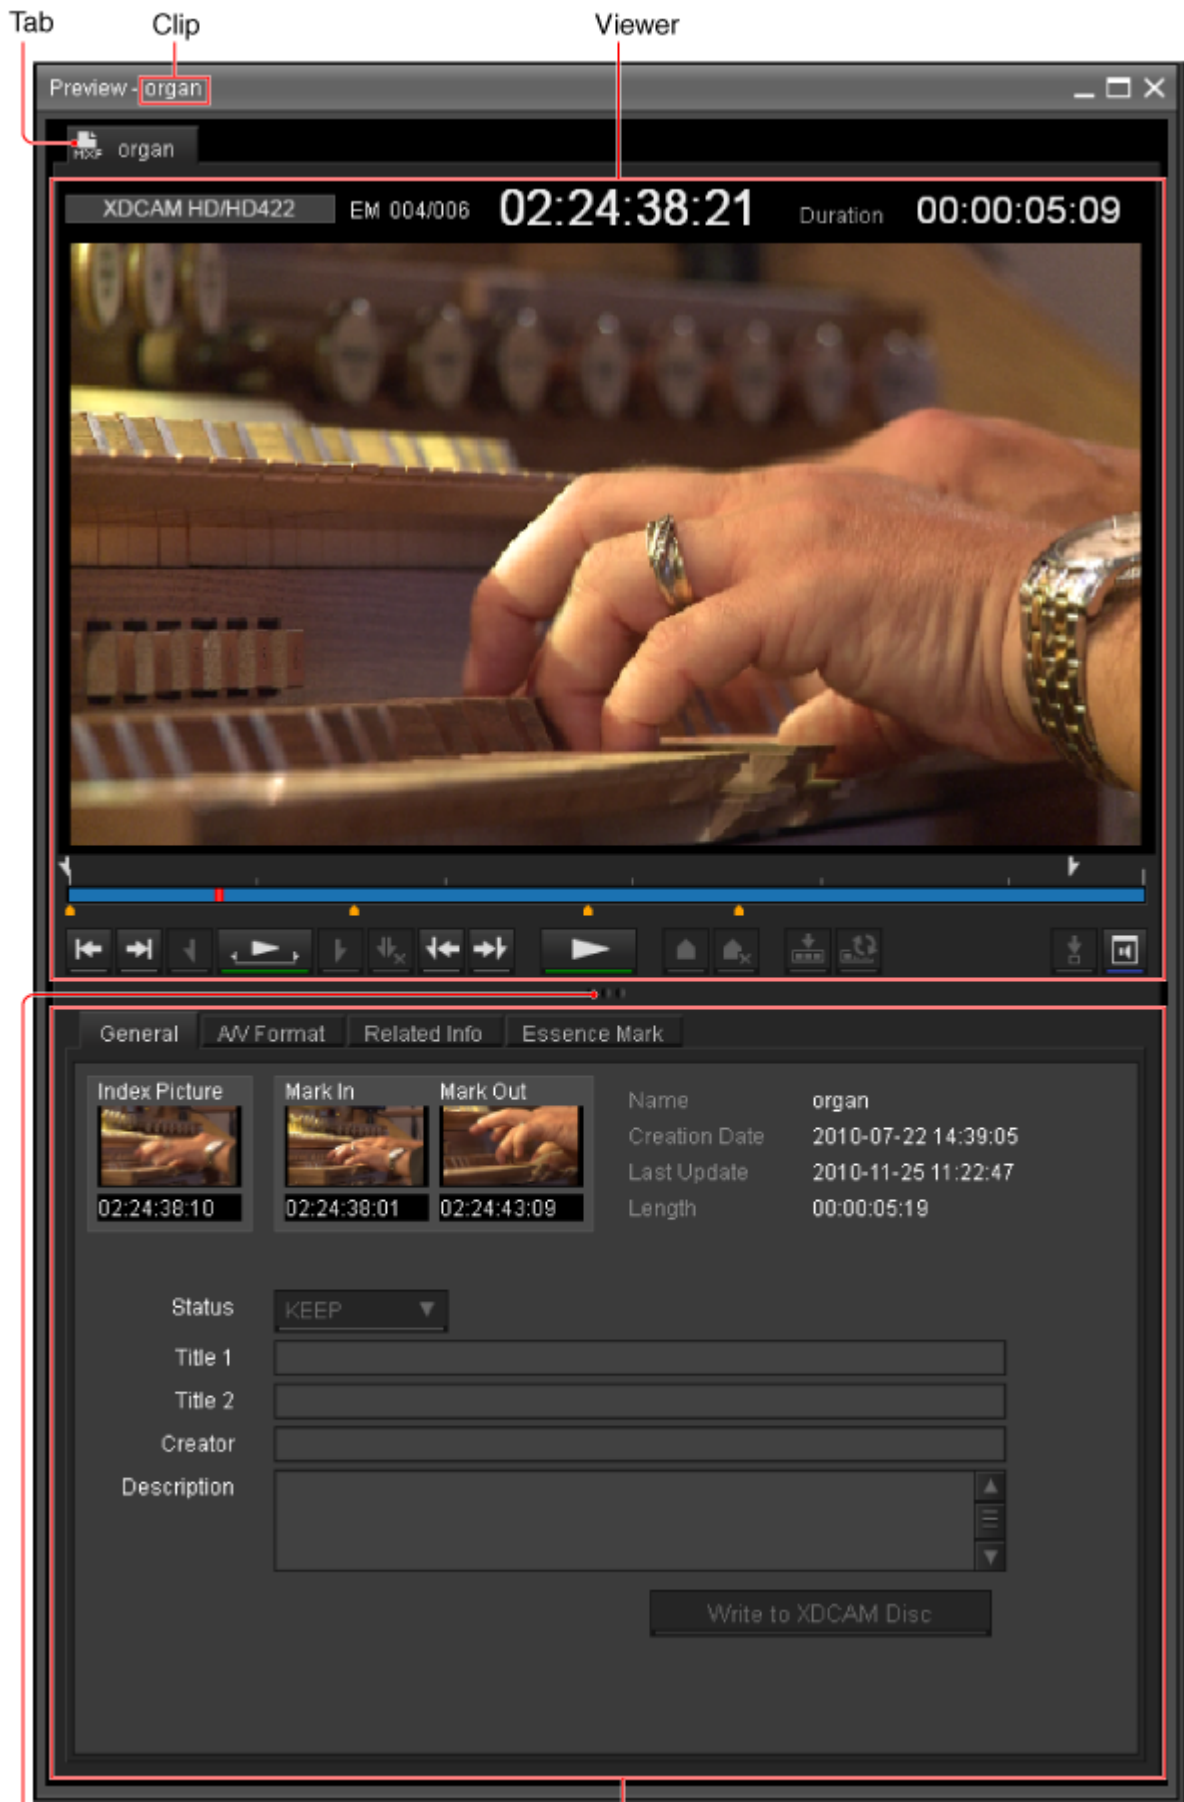 Tab
Clip
Viewer
Preview - organ
MXF organ
XDCAM HD/HD422 EM 004/006 02:24:38:21 Duration 00:00:05:09
General A/V Format Related Info Essence Mark
Index Picture Mark In Mark Out
Name organ
Creation Date 2010-07-22 14:39:05
Last Update 2010-11-25 11:22:47
Length 00:00:05:19
02:24:38:10 02:24:38:01 02:24:43:09
Status KEEP
Title 1
Title 2
Creator
Description
Write to XDCAM Disc